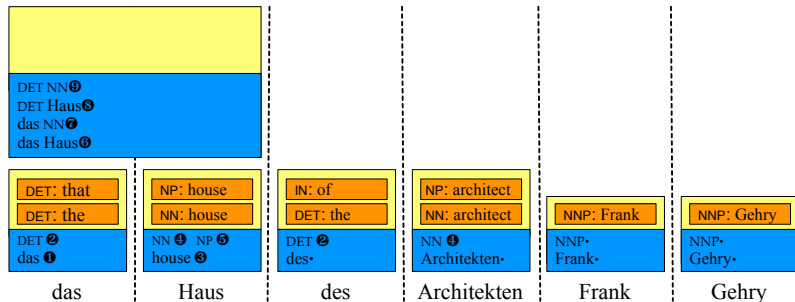 DET NN❾
DET Haus❽
das NN❼
das Haus❻
DET: that
DET: the
DET ❷
das ❶
NP: house
NN: house
NN ❹ NP ❺
house ❸
IN: of
DET: the
DET ❷
des•
NP: architect
NN: architect
NN ❹
Architekten•
NNP: Frank
NNP•
Frank•
NNP: Gehry
NNP•
Gehry•
das Haus des Architekten Frank Gehry